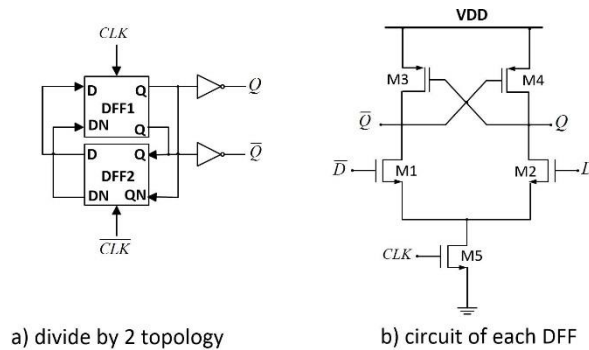 CLK
D Q
DFF1
DN Q
Q
D Q
DFF2
DN QN
Q̅
C̅L̅K̅
a) divide by 2 topology
VDD
M3 M4
Q̅ Q
D̅ M1 M2
CLK M5
b) circuit of each DFF